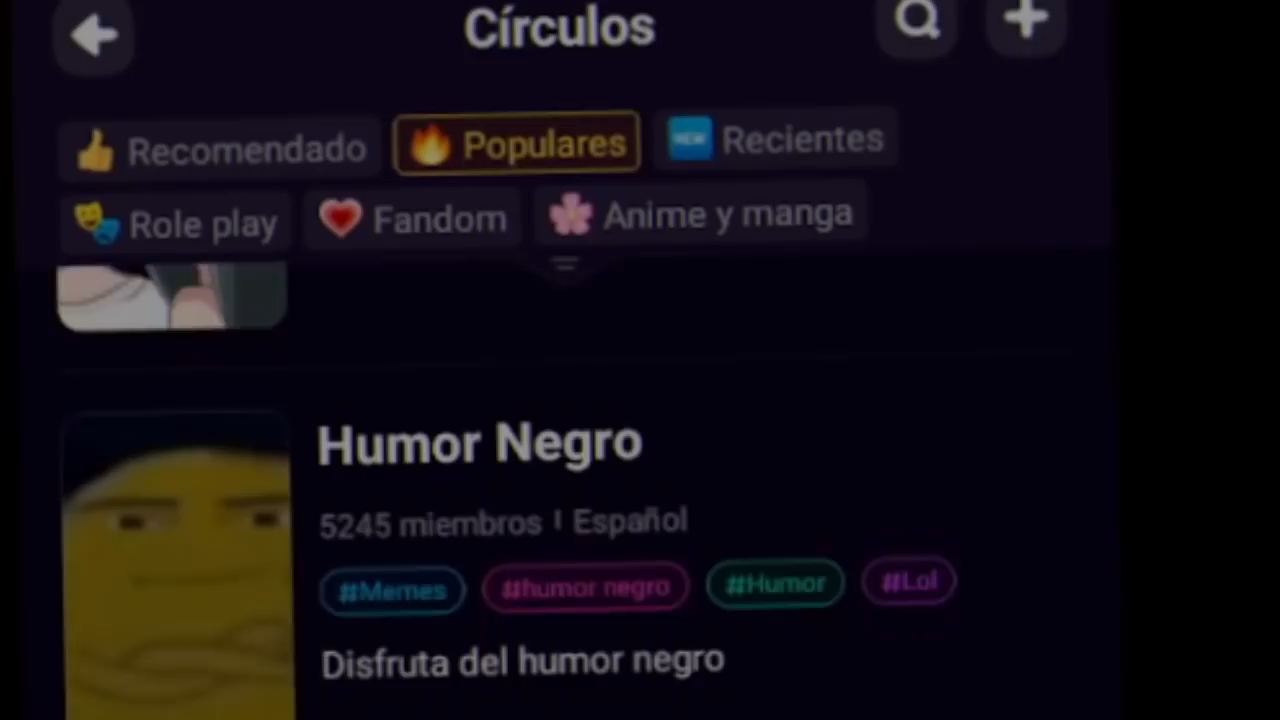 Círculos
Recomendado Populares NEW Recientes
Role play Fandom Anime y manga
Humor Negro
5245 miembros | Español
#Memes #humor negro #Humor #Lol
Disfruta del humor negro